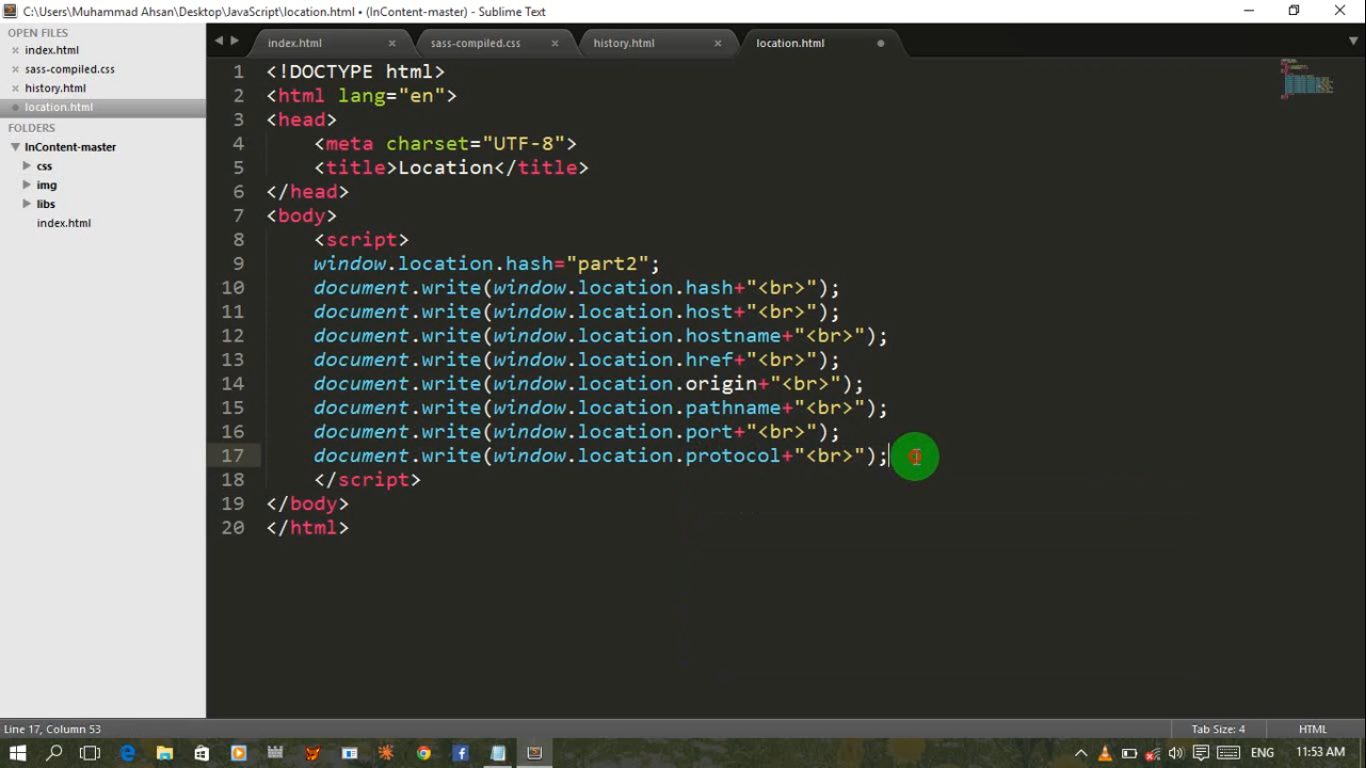 C:\Users\Muhammad Ahsan\Desktop\JavaScript\location.html • (InContent-master) - Sublime Text
OPEN FILES
index.html
sass-compiled.css
history.html
location.html
FOLDERS
InContent-master
css
img
libs
index.html
index.html
sass-compiled.css
history.html
location.html
1 <!DOCTYPE html>
2 <html lang="en">
3 <head>
4     <meta charset="UTF-8">
5     <title>Location</title>
6 </head>
7 <body>
8     <script>
9     window.location.hash="part2";
10     document.write(window.location.hash+"<br>");
11     document.write(window.location.host+"<br>");
12     document.write(window.location.hostname+"<br>");
13     document.write(window.location.href+"<br>");
14     document.write(window.location.origin+"<br>");
15     document.write(window.location.pathname+"<br>");
16     document.write(window.location.port+"<br>");
17     document.write(window.location.protocol+"<br>");
18     </script>
19 </body>
20 </html>
Line 17, Column 53
Tab Size: 4
HTML
ENG
11:53 AM